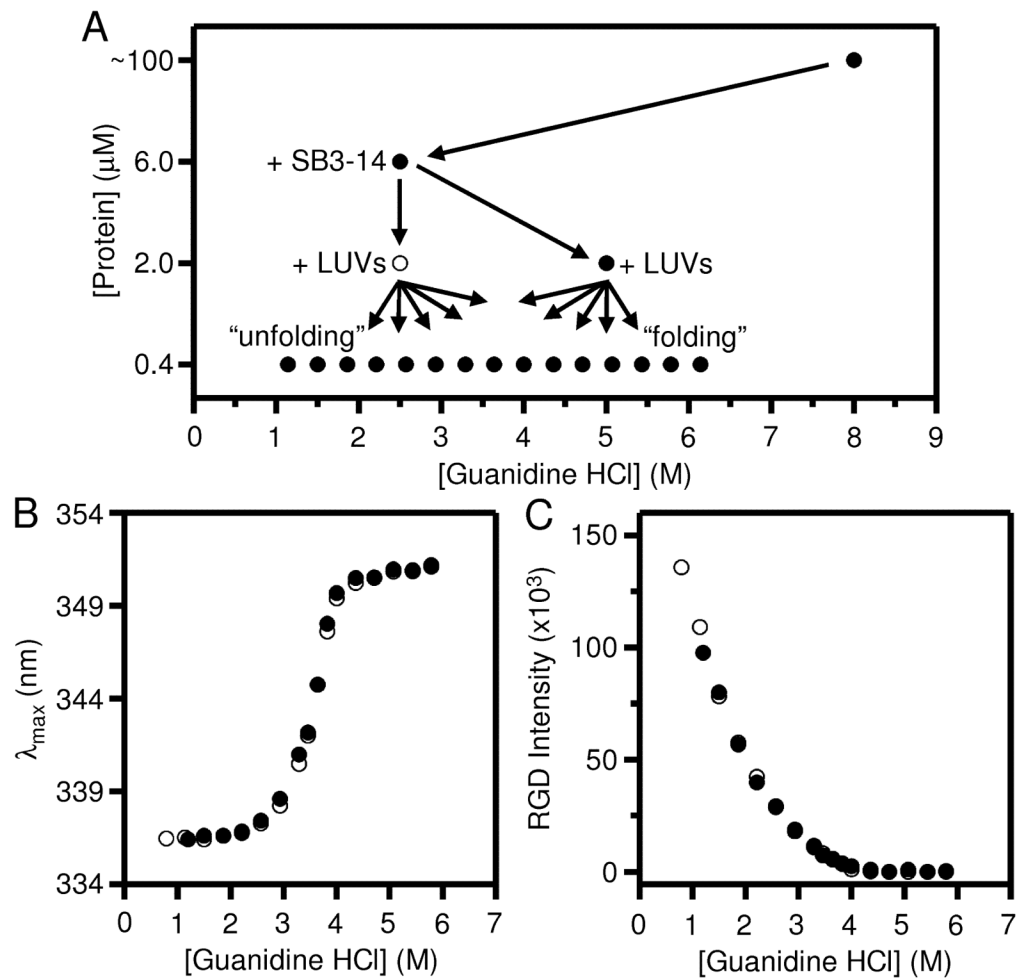 A
[Protein] (µM)
~100
6.0
2.0
0.4
+ SB3-14
+ LUVs
+ LUVs
“unfolding”
“folding”
0 1 2 3 4 5 6 7 8 9
[Guanidine HCl] (M)
B
λmax (nm)
354
349
344
339
334
0 1 2 3 4 5 6 7
[Guanidine HCl] (M)
C
RGD Intensity (x10³)
150
100
50
0
0 1 2 3 4 5 6 7
[Guanidine HCl] (M)